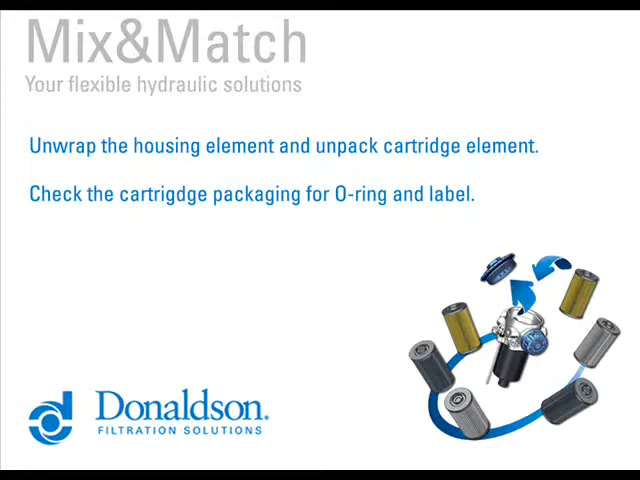 Mix&Match
Your flexible hydraulic solutions
Unwrap the housing element and unpack cartridge element.
Check the cartrigdge packaging for O-ring and label.
Donaldson.
FILTRATION SOLUTIONS